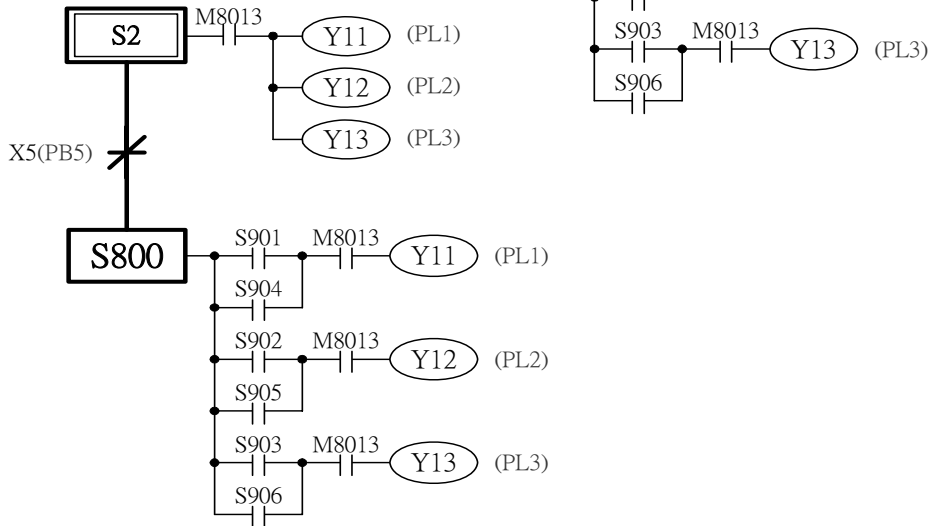 S2
M8013
Y11 (PL1)
Y12 (PL2)
Y13 (PL3)
X5(PB5)
S800
S901 M8013
Y11 (PL1)
S904
S902 M8013
Y12 (PL2)
S905
S903 M8013
Y13 (PL3)
S906
S903 M8013
Y13 (PL3)
S906